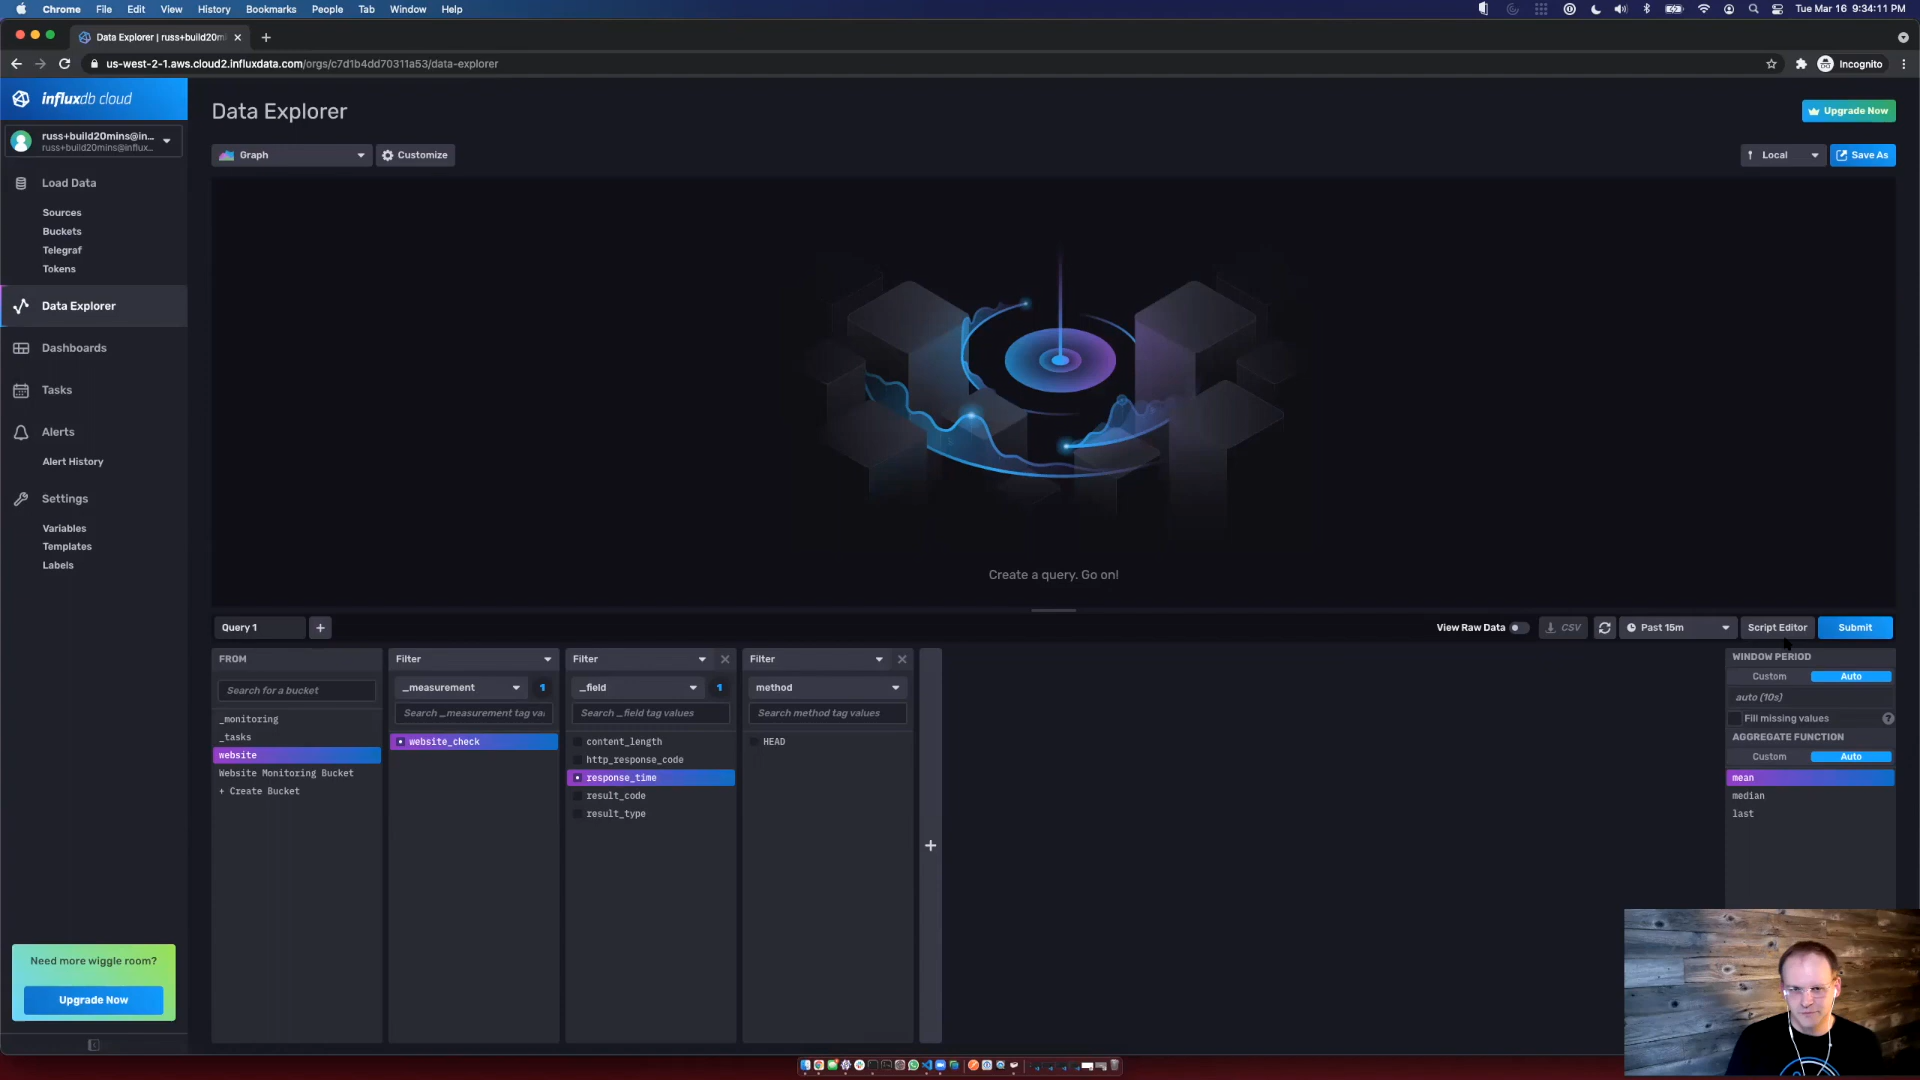 Chrome File Edit View History Bookmarks People Tab Window Help
Tue Mar 16 9:34:11 PM
Data Explorer | russ+build20mi
us-west-2-1.aws.cloud2.influxdata.com/orgs/c7d1b4dd70311a53/data-explorer
Incognito
influxdb cloud
russ+build20mins@in...
russ+build20mins@influx...
Load Data
Sources
Buckets
Telegraf
Tokens
Data Explorer
Dashboards
Tasks
Alerts
Alert History
Settings
Variables
Templates
Labels
Need more wiggle room?
Upgrade Now
Data Explorer
Upgrade Now
Graph
Customize
Local
Save As
Create a query. Go on!
Query 1
View Raw Data
CSV
Past 15m
Script Editor
Submit
FROM
Search for a bucket
_monitoring
_tasks
website
Website Monitoring Bucket
+ Create Bucket
Filter
_measurement
1
Search _measurement tag va
website_check
Filter
_field
1
Search _field tag values
content_length
http_response_code
response_time
result_code
result_type
Filter
method
Search method tag values
HEAD
WINDOW PERIOD
Custom
Auto
auto (10s)
Fill missing values
?
AGGREGATE FUNCTION
Custom
Auto
mean
median
last